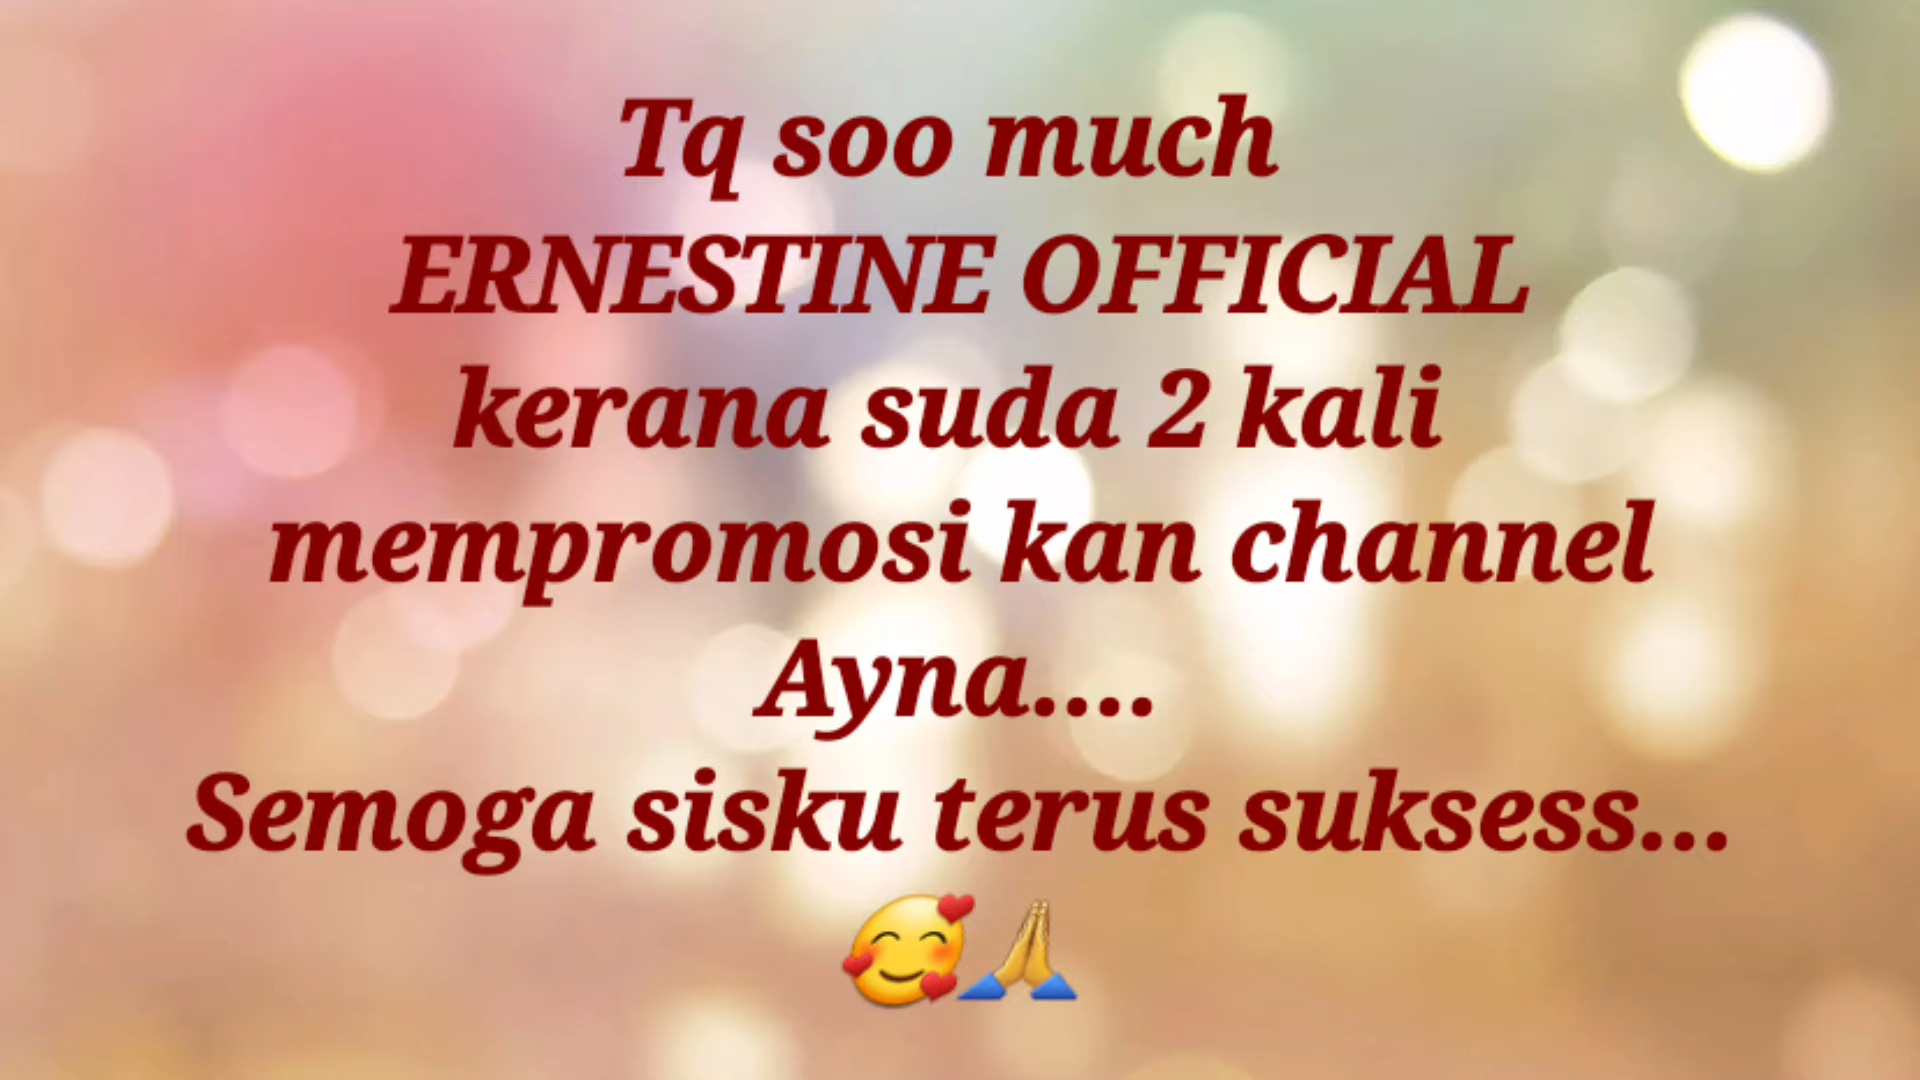 Tq soo much
ERNESTINE OFFICIAL
kerana suda 2 kali
mempromosi kan channel
Ayna....
Semoga sisku terus suksess...
🥰🙏